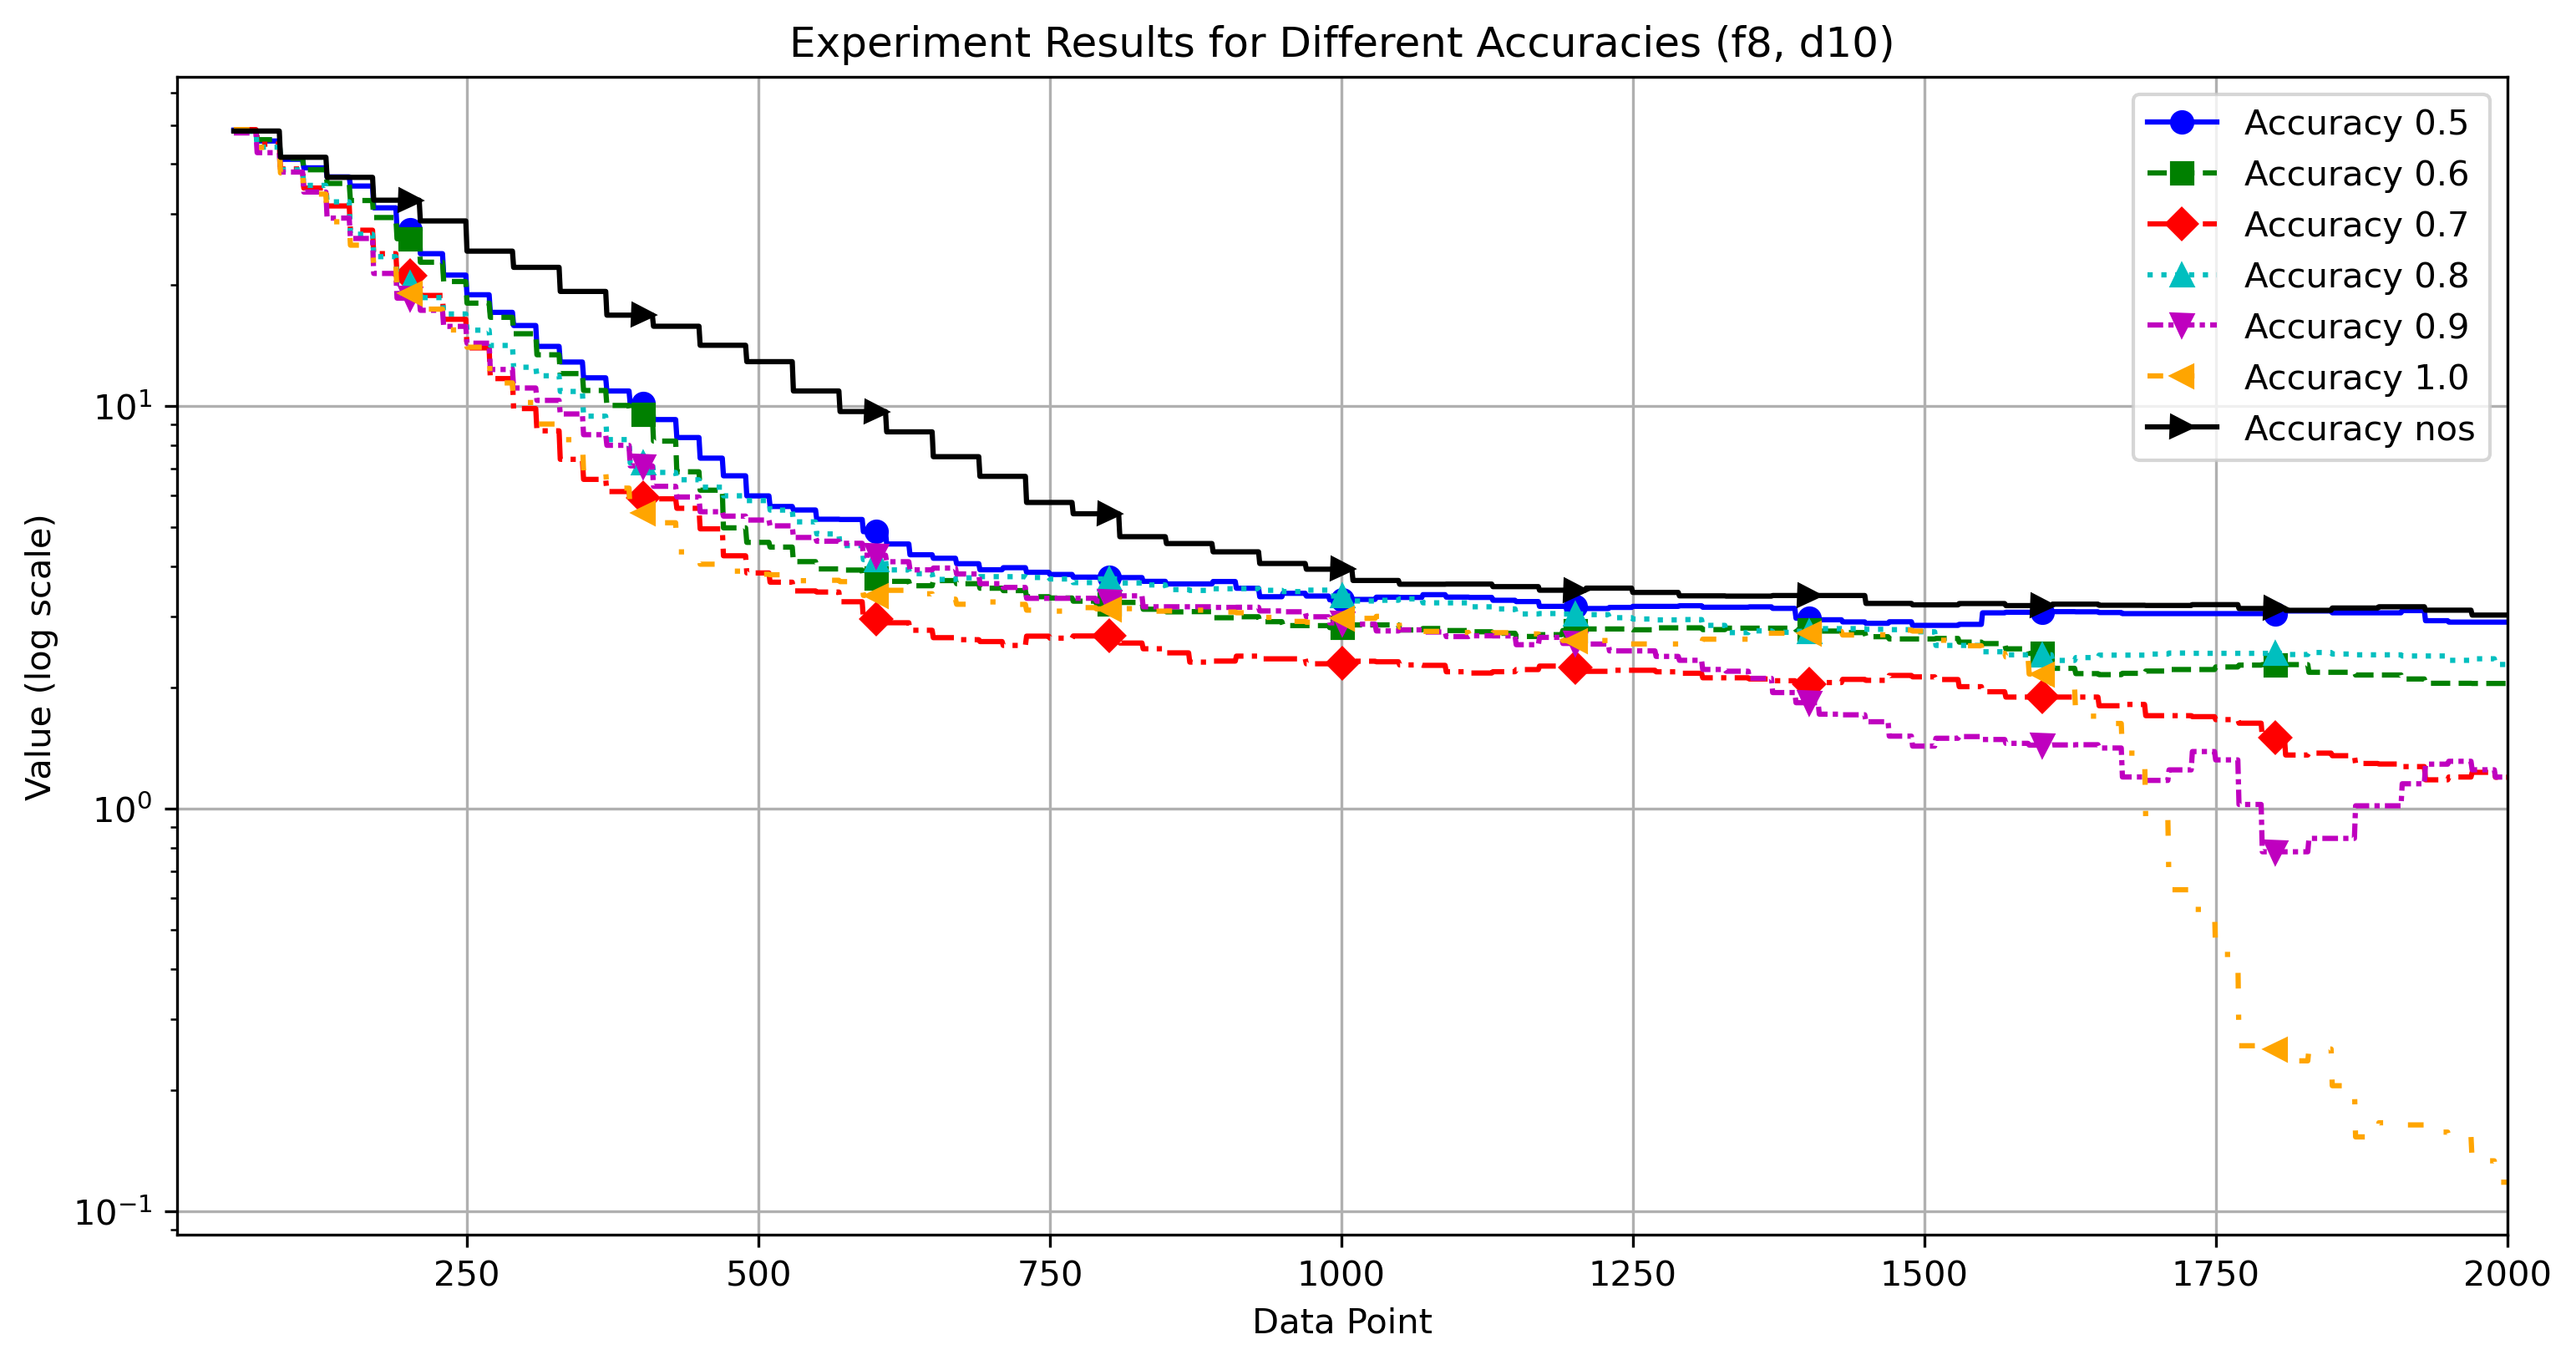 Experiment Results for Different Accuracies (f8, d10)
Value (log scale)
10¹
10⁰
10⁻¹
Accuracy 0.5
Accuracy 0.6
Accuracy 0.7
Accuracy 0.8
Accuracy 0.9
Accuracy 1.0
Accuracy nos
250 500 750 1000 1250 1500 1750 2000
Data Point